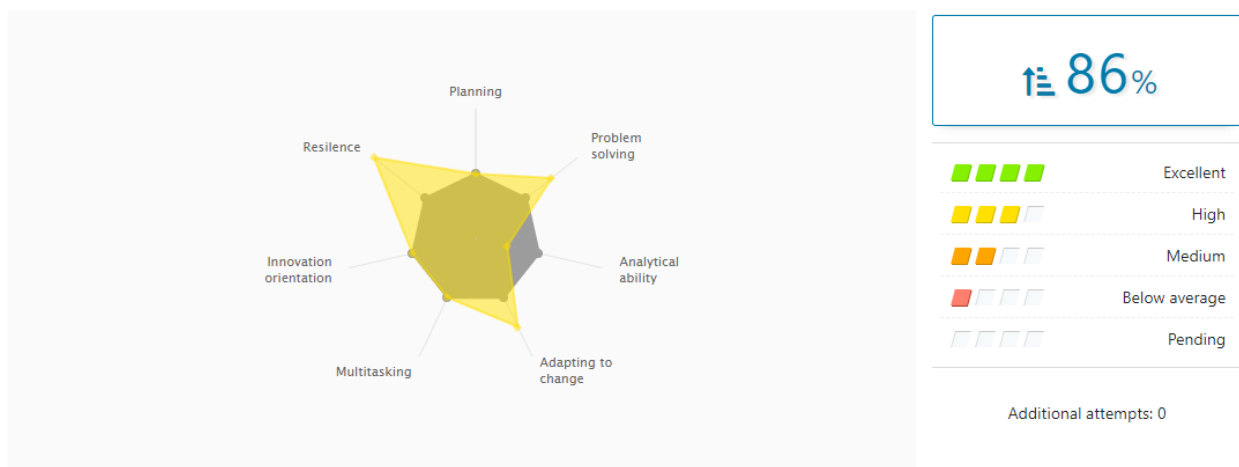 Planning
Problem
solving
Resilence
Innovation
orientation
Analytical
ability
Multitasking
Adapting to
change
86%
Excellent
High
Medium
Below average
Pending
Additional attempts: 0